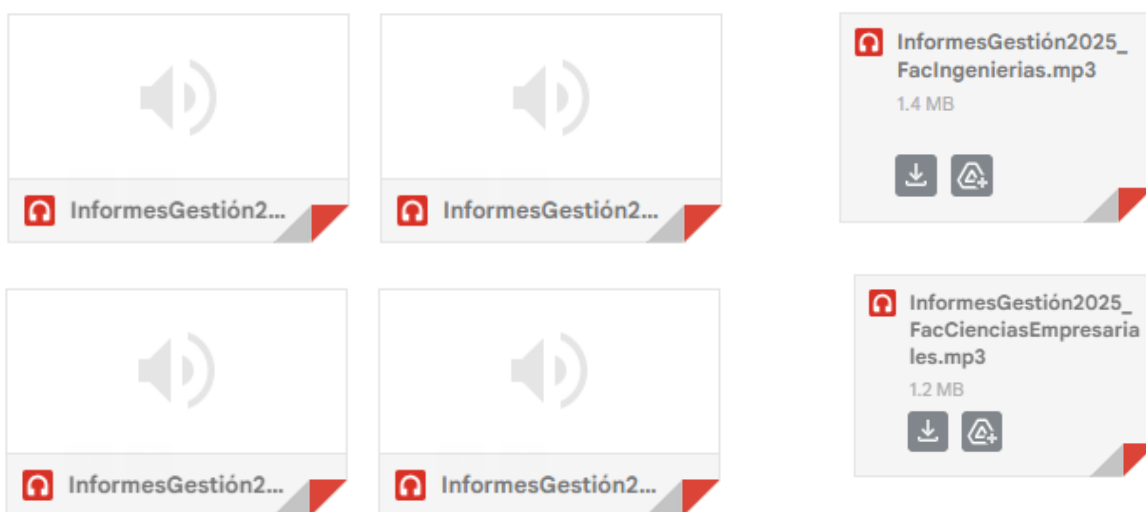 InformesGestión2...
InformesGestión2...
InformesGestión2025_
FacIngenierias.mp3
1.4 MB
InformesGestión2...
InformesGestión2...
InformesGestión2025_
FacCienciasEmpresaria
les.mp3
1.2 MB